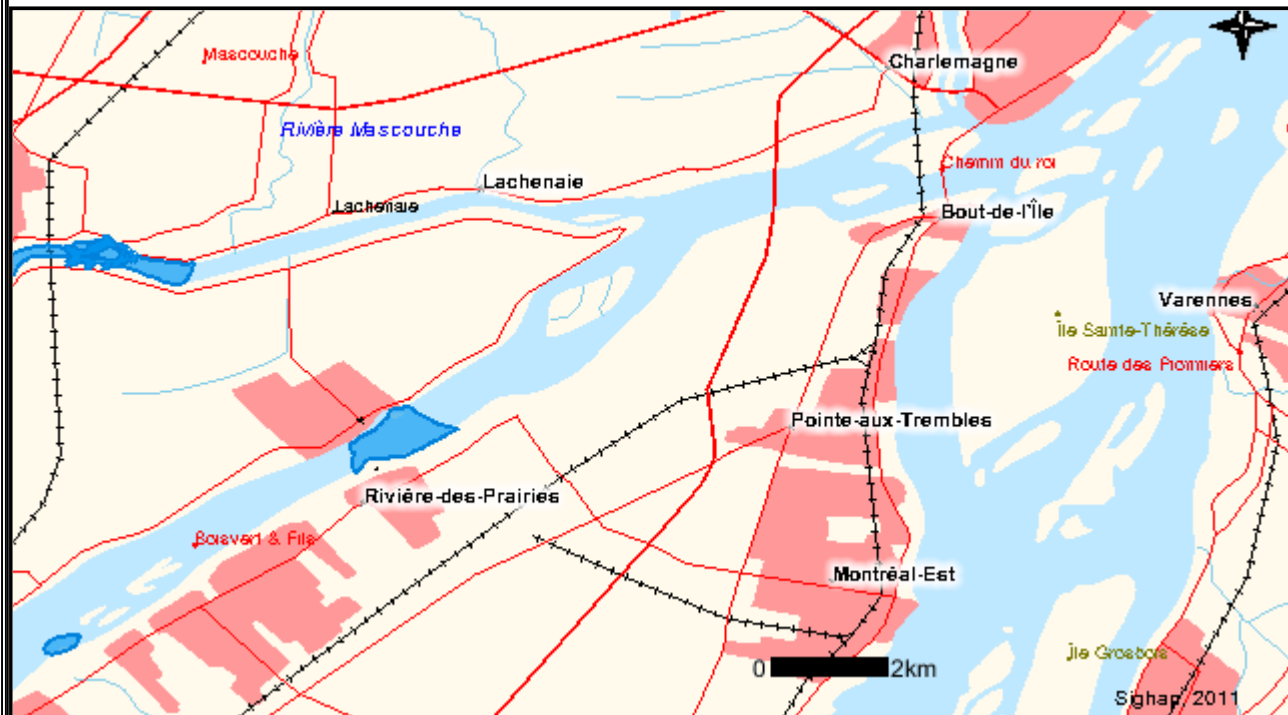 Mascouche
Charlemagne
Rivière Mascouche
Chemin du roi
Lachenaie
Lachenaie
Bout-de-l'Île
Varennes
Île Sainte-Thérèse
Route des Pionniers
Pointe-aux-Trembles
Rivière-des-Prairies
Boisvert & Fils
Montréal-Est
Île Grosbois
0 2km
Sighap, 2011